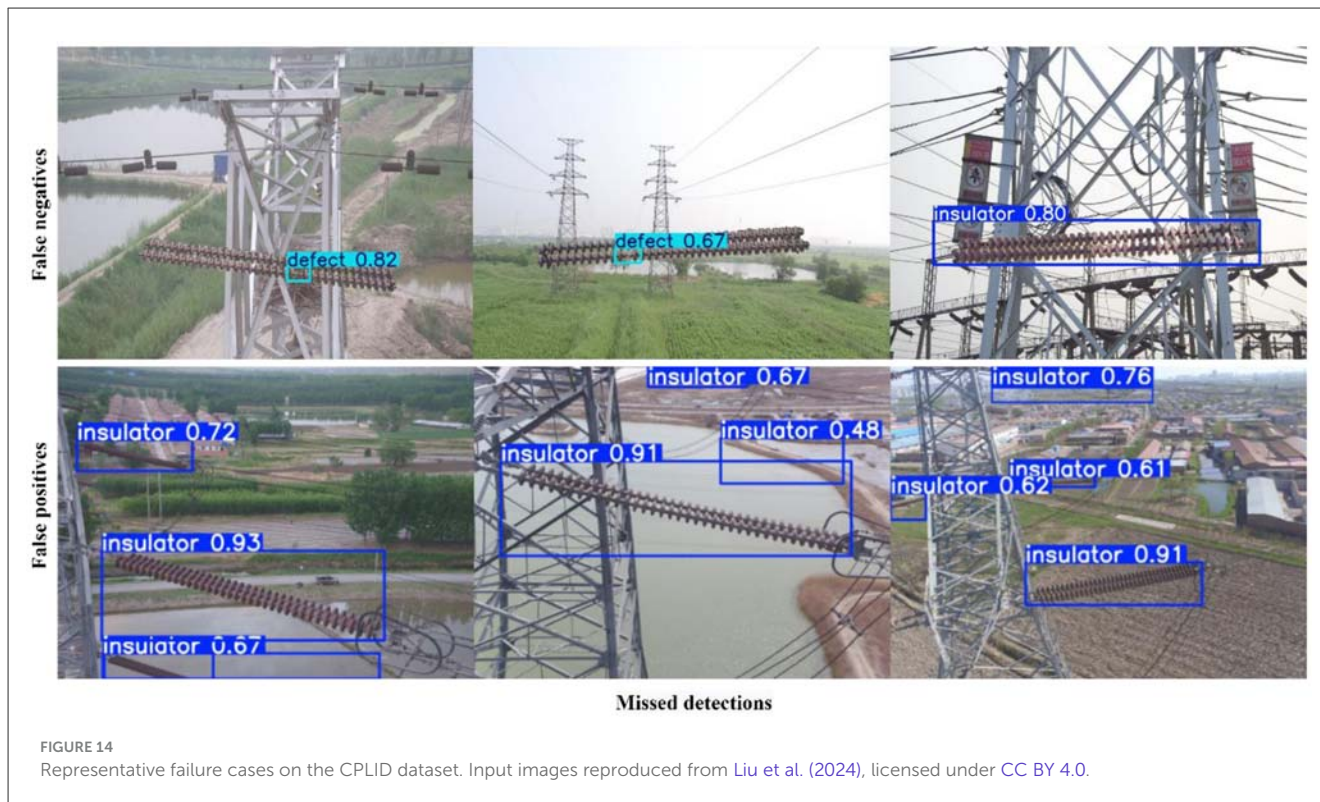 False negatives
defect 0.82
defect 0.67
insulator 0.80
False positives
insulator 0.72
insulator 0.93
insulator 0.67
insulator 0.67
insulator 0.48
insulator 0.91
insulator 0.76
insulator 0.61
insulator 0.62
insulator 0.91
Missed detections
FIGURE 14
Representative failure cases on the CPLID dataset. Input images reproduced from Liu et al. (2024), licensed under CC BY 4.0.